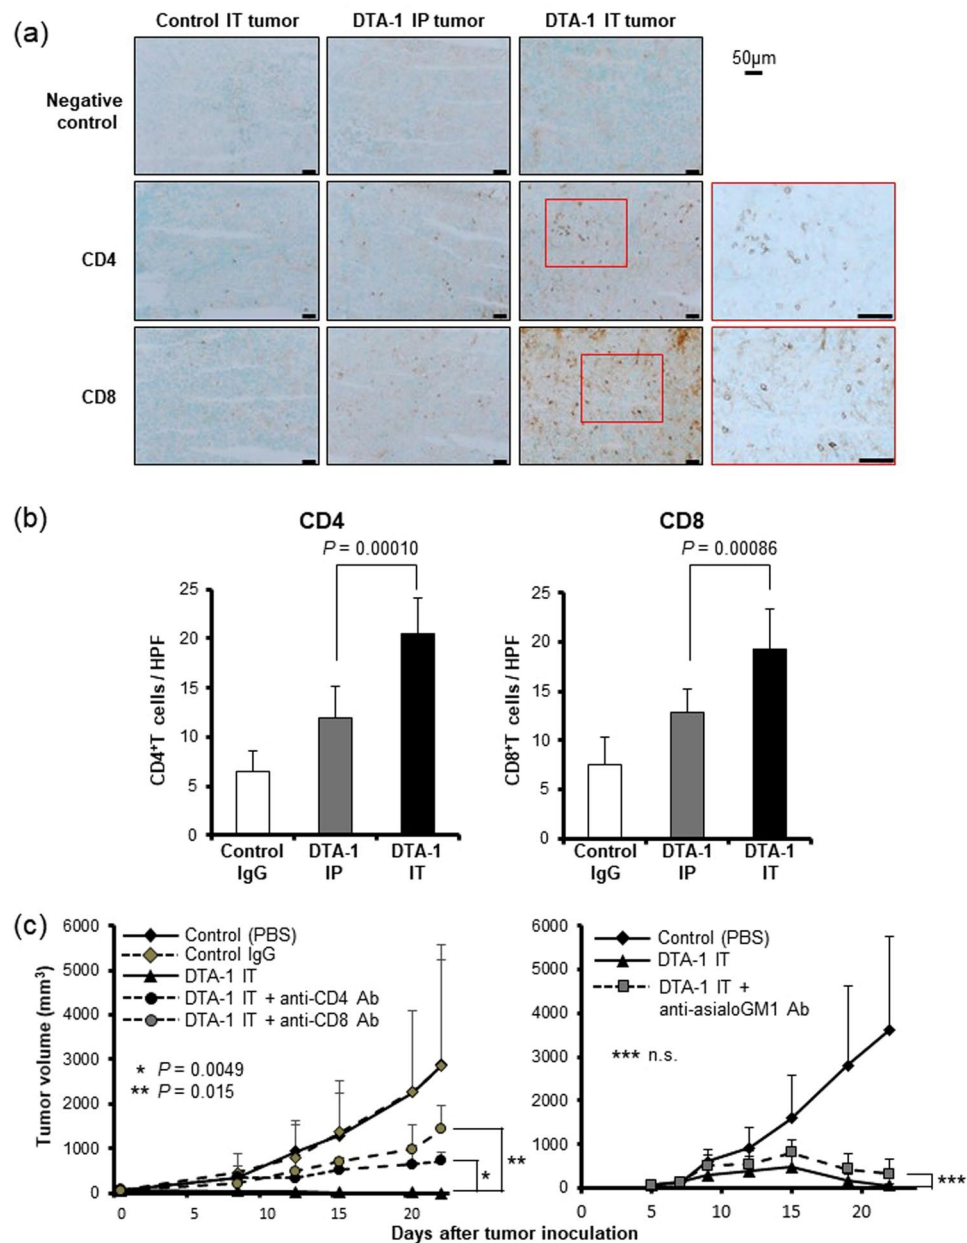 (a)
Control IT tumor
DTA-1 IP tumor
DTA-1 IT tumor
50µm
Negative
control
CD4
CD8
(b)
CD4
P = 0.00010
CD4+T cells / HPF
25
20
15
10
5
0
Control
IgG
DTA-1
IP
DTA-1
IT
CD8
P = 0.00086
CD8+T cells / HPF
25
20
15
10
5
0
Control
IgG
DTA-1
IP
DTA-1
IT
(c)
Tumor volume (mm³)
6000
5000
4000
3000
2000
1000
0
Control (PBS)
Control IgG
DTA-1 IT
DTA-1 IT + anti-CD4 Ab
DTA-1 IT + anti-CD8 Ab
* P = 0.0049
** P = 0.015
**
*
0
5
10
15
20
6000
5000
4000
3000
2000
1000
0
Control (PBS)
DTA-1 IT
DTA-1 IT +
anti-asialoGM1 Ab
*** n.s.
***
0
5
10
15
20
Days after tumor inoculation